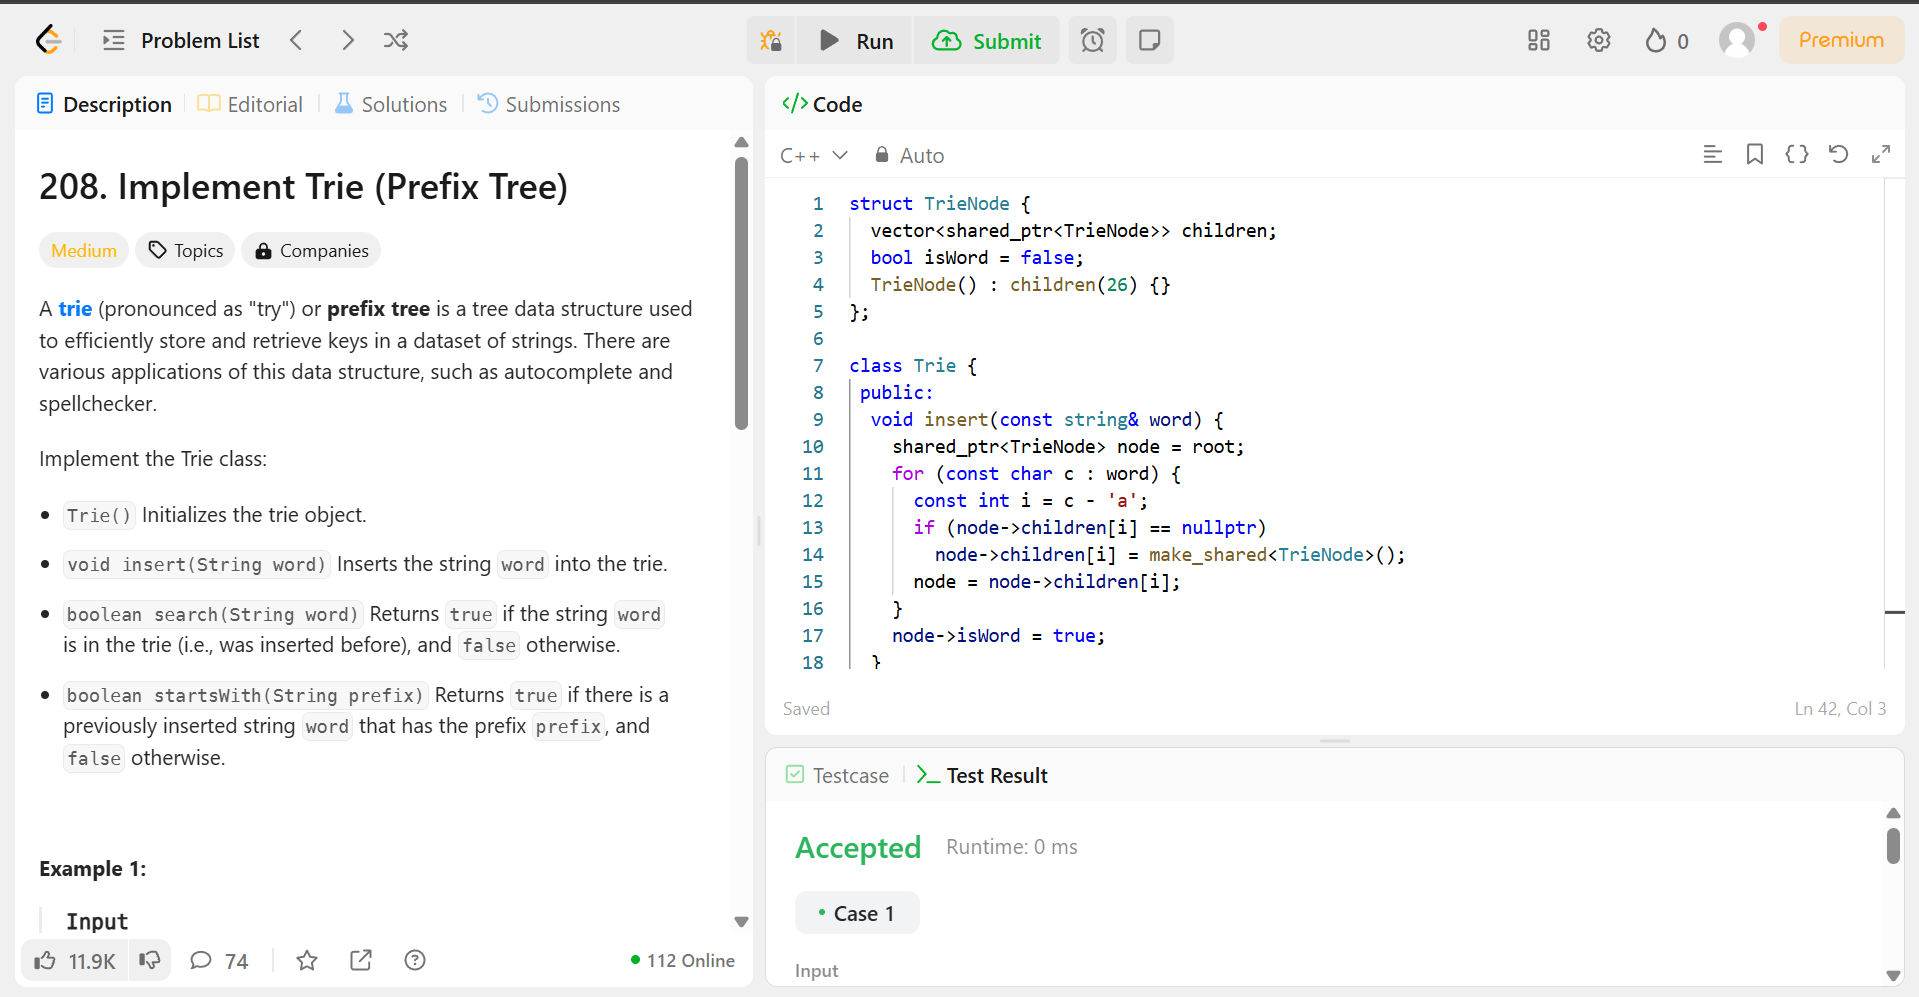 Problem List
Run
Submit
0
Premium
Description
Editorial
Solutions
Submissions
208. Implement Trie (Prefix Tree)
Medium
Topics
Companies
A trie (pronounced as "try") or prefix tree is a tree data structure used
to efficiently store and retrieve keys in a dataset of strings. There are
various applications of this data structure, such as autocomplete and
spellchecker.
Implement the Trie class:
• Trie() Initializes the trie object.
• void insert(String word) Inserts the string word into the trie.
• boolean search(String word) Returns true if the string word
is in the trie (i.e., was inserted before), and false otherwise.
• boolean startsWith(String prefix) Returns true if there is a
previously inserted string word that has the prefix prefix, and
false otherwise.
Example 1:
Input
11.9K
74
112 Online
Code
C++
Auto
1 struct TrieNode {
2   vector<shared_ptr<TrieNode>> children;
3   bool isWord = false;
4   TrieNode() : children(26) {}
5 };
6
7 class Trie {
8  public:
9   void insert(const string& word) {
10     shared_ptr<TrieNode> node = root;
11     for (const char c : word) {
12       const int i = c - 'a';
13       if (node->children[i] == nullptr)
14         node->children[i] = make_shared<TrieNode>();
15       node = node->children[i];
16     }
17     node->isWord = true;
18   }
Saved
Ln 42, Col 3
Testcase
Test Result
Accepted
Runtime: 0 ms
Case 1
Input